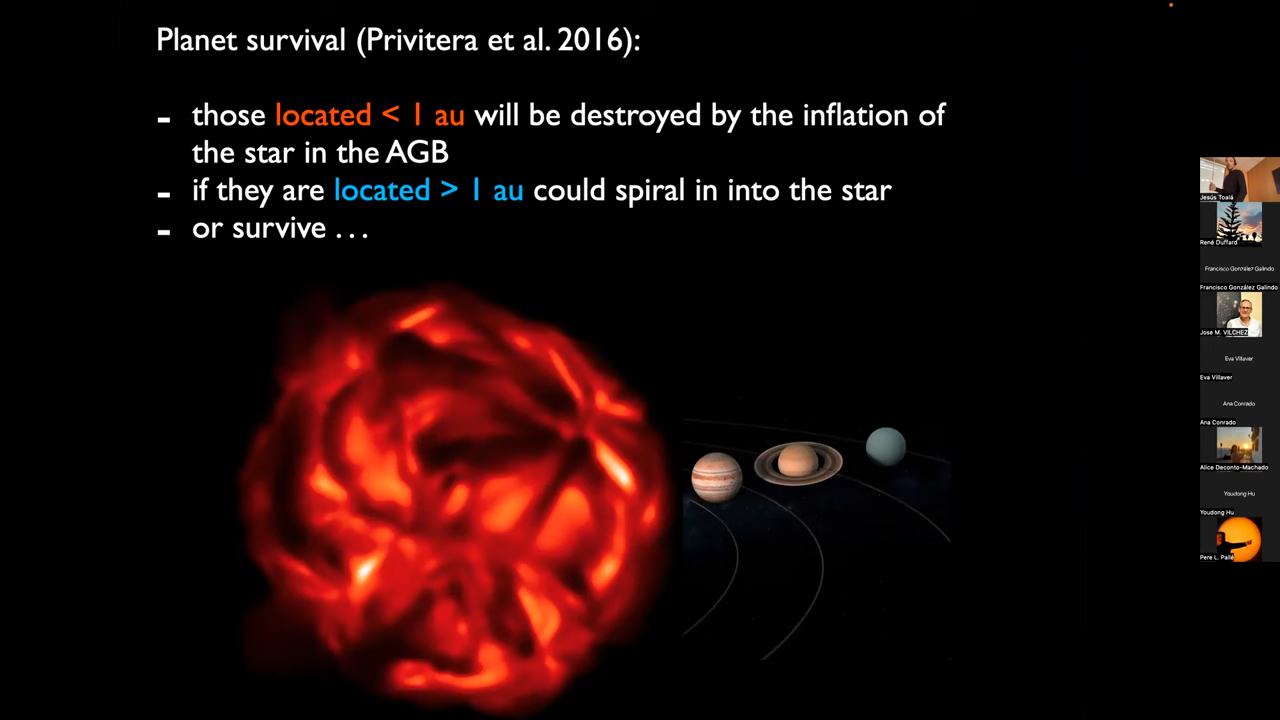 Planet survival (Privitera et al. 2016):
- those located < 1 au will be destroyed by the inflation of
the star in the AGB
- if they are located > 1 au could spiral in into the star
- or survive . . .
Jesús Toalá
René Duffard
Francisco González Galindo
Francisco González Galindo
Jose M. VILCHEZ
Eva Villaver
Eva Villaver
Ana Conrado
Ana Conrado
Alice Deconto-Machado
Youdong Hu
Youdong Hu
Pere L. Pallé